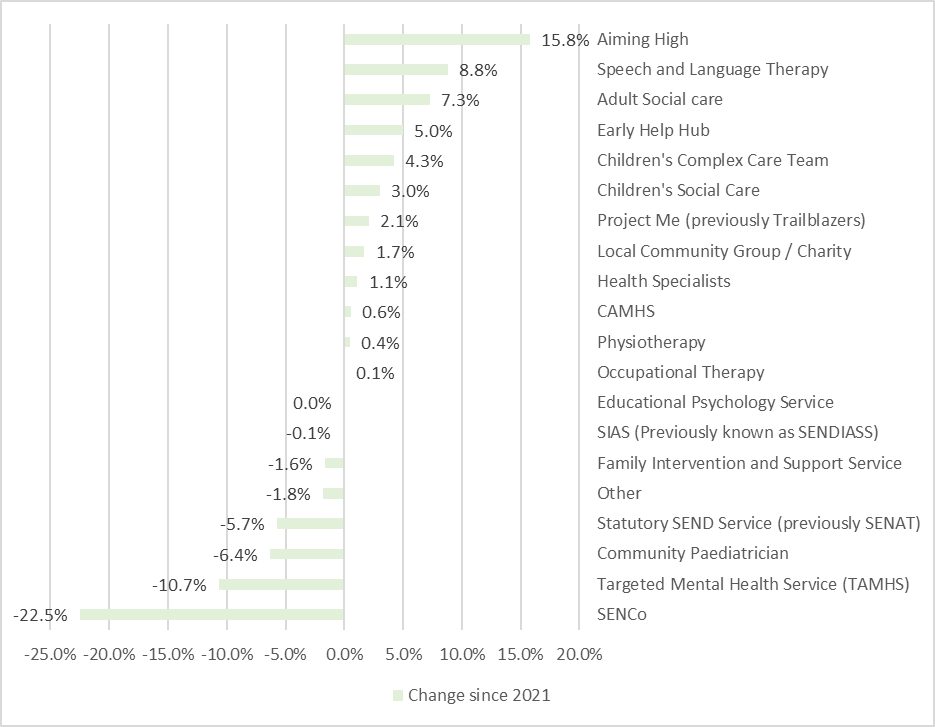 15.8% Aiming High
8.8% Speech and Language Therapy
7.3% Adult Social care
5.0% Early Help Hub
4.3% Children's Complex Care Team
3.0% Children's Social Care
2.1% Project Me (previously Trailblazers)
1.7% Local Community Group / Charity
1.1% Health Specialists
0.6% CAMHS
0.4% Physiotherapy
0.1% Occupational Therapy
0.0% Educational Psychology Service
-0.1% SIAS (Previously known as SENDIASS)
-1.6% Family Intervention and Support Service
-1.8% Other
-5.7% Statutory SEND Service (previously SENAT)
-6.4% Community Paediatrician
-10.7% Targeted Mental Health Service (TAMHS)
-22.5% SENCo
-25.0% -20.0% -15.0% -10.0% -5.0% 0.0% 5.0% 10.0% 15.0% 20.0%
Change since 2021